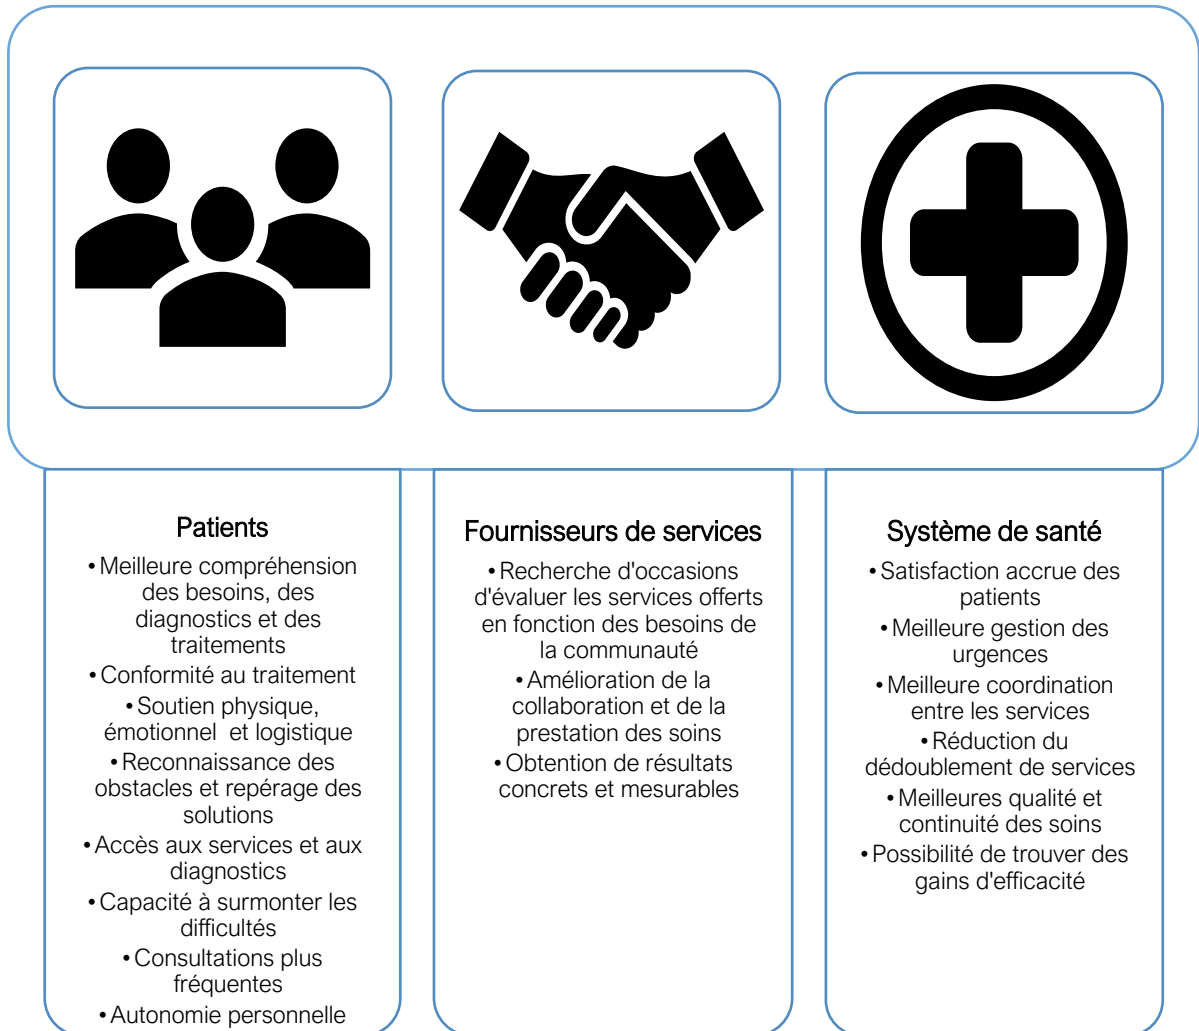 Patients
•Meilleure compréhension
des besoins, des
diagnostics et des
traitements
•Conformité au traitement
•Soutien physique,
émotionnel et logistique
•Reconnaissance des
obstacles et repérage des
solutions
•Accès aux services et aux
diagnostics
•Capacité à surmonter les
difficultés
•Consultations plus
fréquentes
•Autonomie personnelle
Fournisseurs de services
•Recherche d'occasions
d'évaluer les services offerts
en fonction des besoins de
la communauté
•Amélioration de la
collaboration et de la
prestation des soins
•Obtention de résultats
concrets et mesurables
Système de santé
•Satisfaction accrue des
patients
•Meilleure gestion des
urgences
•Meilleure coordination
entre les services
•Réduction du
dédoublement de services
•Meilleures qualité et
continuité des soins
•Possibilité de trouver des
gains d'efficacité